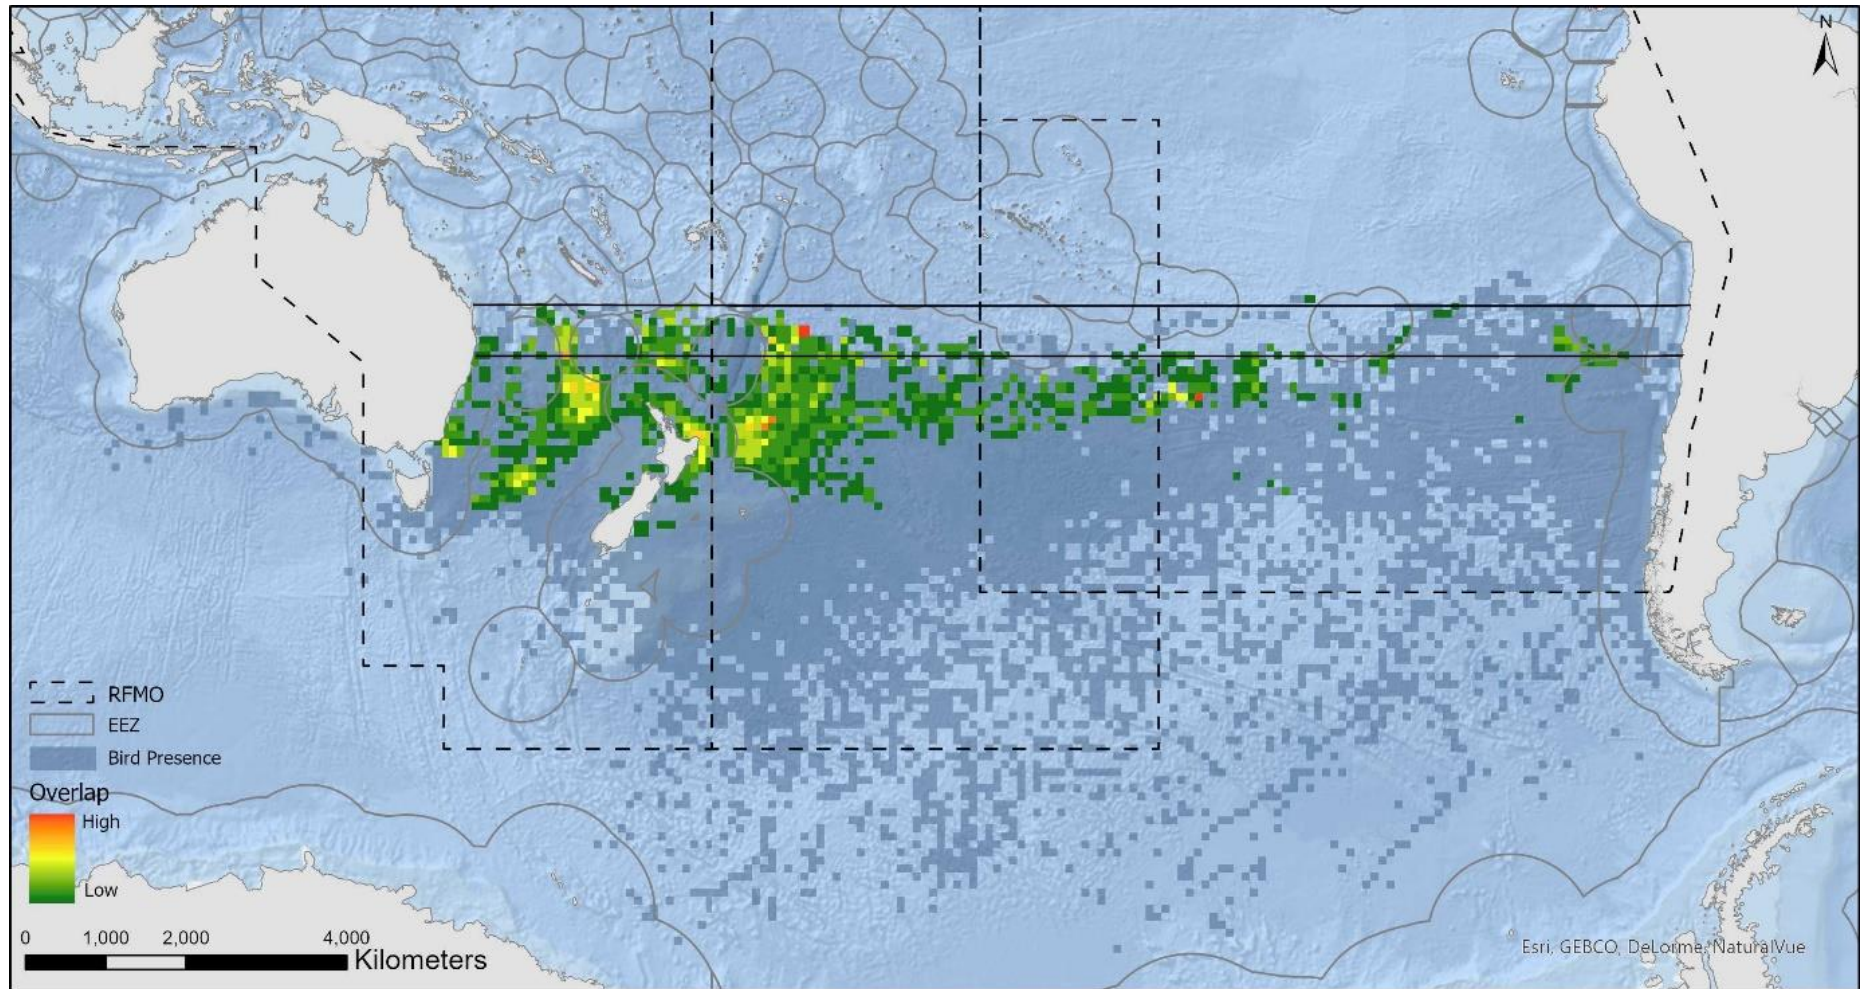 N
RFMO
EEZ
Bird Presence
Overlap
High
Low
0 1,000 2,000 4,000
Kilometers
Esri, GEBCO, DeLorme, NaturalVue